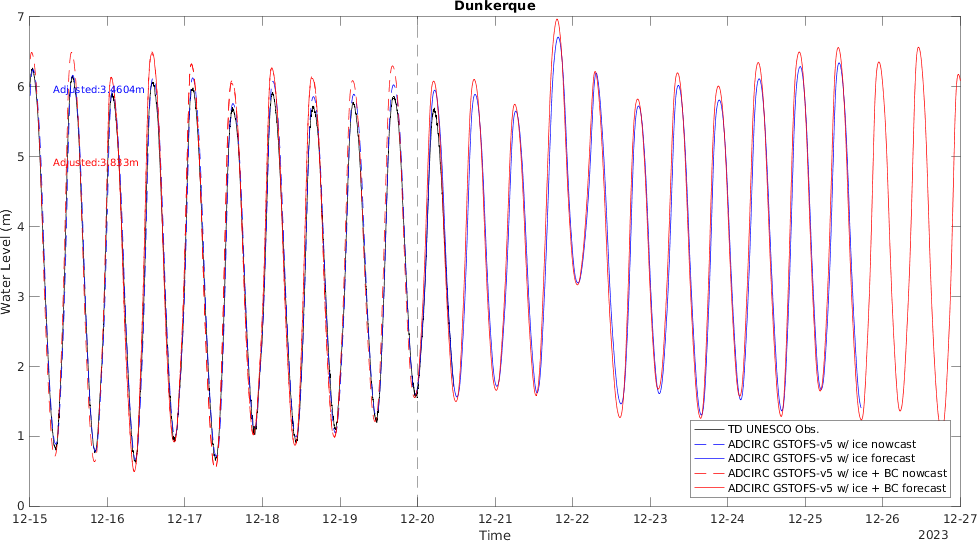 Dunkerque
7
6
5
4
3
2
1
0
Water Level (m)
Adjusted:3.4604m
Adjusted:3.833m
TD UNESCO Obs.
ADCIRC GSTOFS-v5 w/ ice nowcast
ADCIRC GSTOFS-v5 w/ ice forecast
ADCIRC GSTOFS-v5 w/ ice + BC nowcast
ADCIRC GSTOFS-v5 w/ ice + BC forecast
12-15 12-16 12-17 12-18 12-19 12-20 12-21 12-22 12-23 12-24 12-25 12-26 12-27
Time
2023